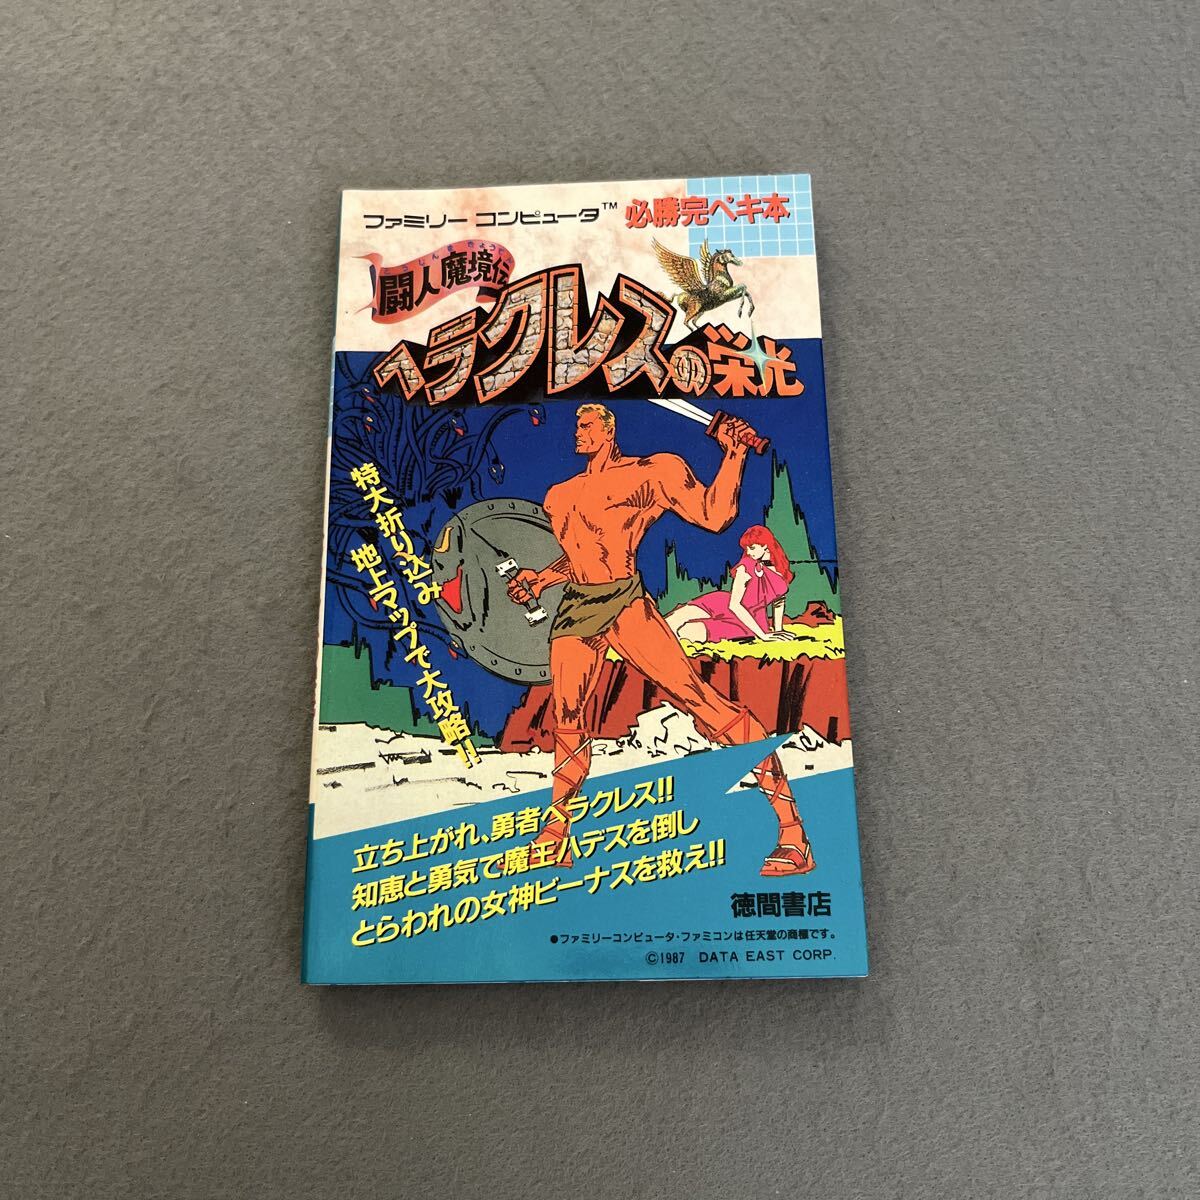 ファミリー コンピュータ™ 必勝完ペキ本
とうじんまきょうでん
闘人魔境伝
ヘラクレスの栄光
特大折り込み
地上マップで大攻略!!
立ち上がれ、勇者ヘラクレス!!
知恵と勇気で魔王ハデスを倒し
とらわれの女神ビーナスを救え!!
徳間書店
●ファミリーコンピュータ・ファミコンは任天堂の商標です。
©1987 DATA EAST CORP.